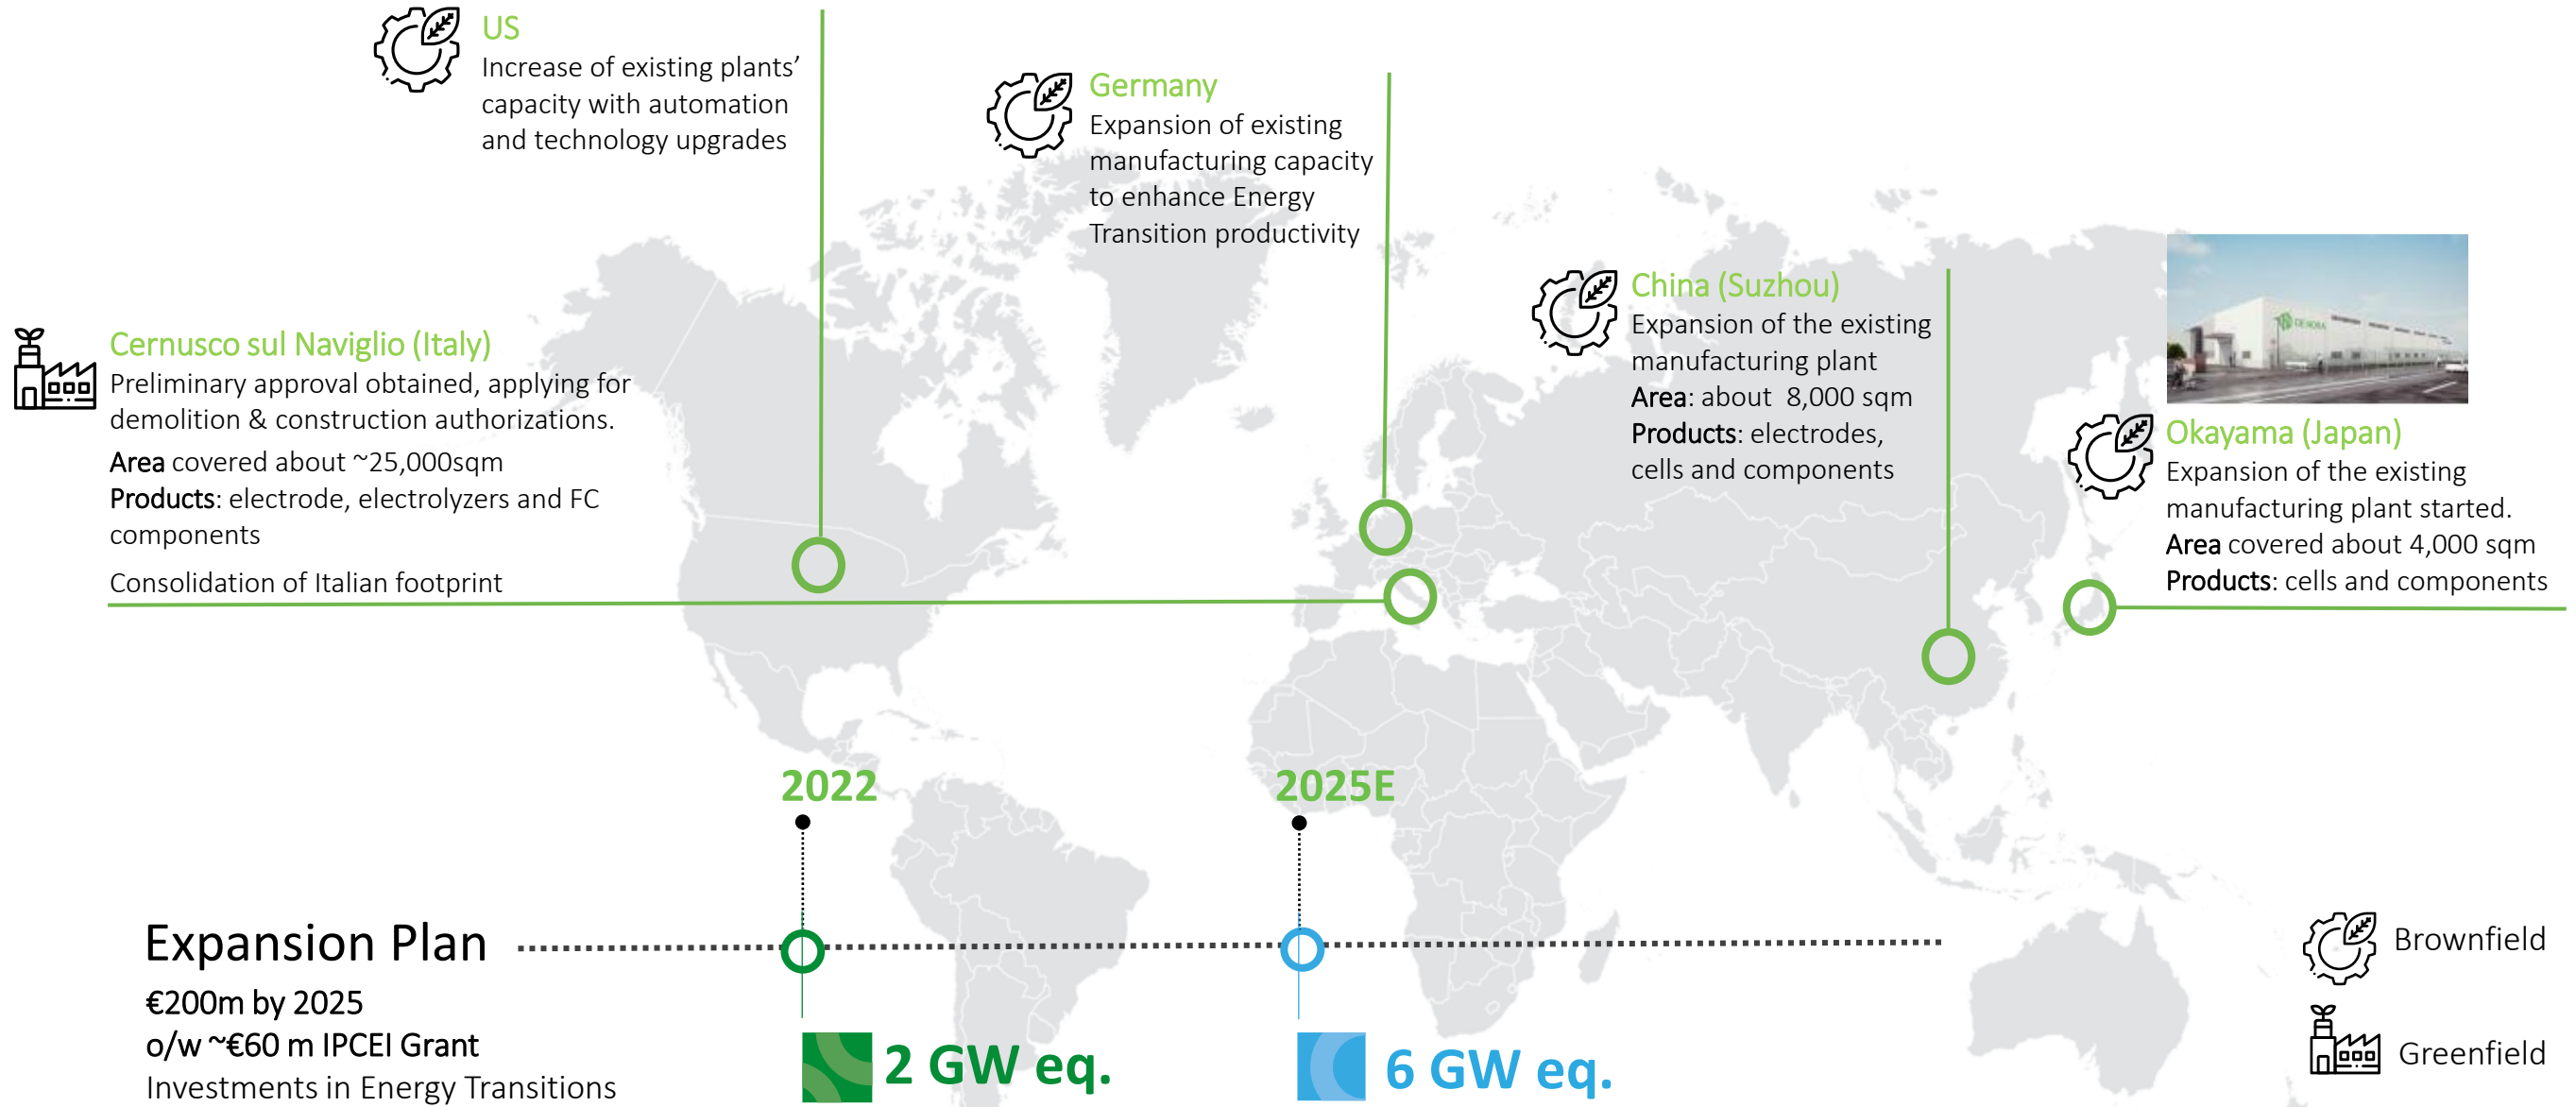 US
Increase of existing plants’
capacity with automation
and technology upgrades
Germany
Expansion of existing
manufacturing capacity
to enhance Energy
Transition productivity
Cernusco sul Naviglio (Italy)
Preliminary approval obtained, applying for
demolition & construction authorizations.
Area covered about ~25,000sqm
Products: electrode, electrolyzers and FC
components
Consolidation of Italian footprint
China (Suzhou)
Expansion of the existing
manufacturing plant
Area: about 8,000 sqm
Products: electrodes,
cells and components
DE NORA
Okayama (Japan)
Expansion of the existing
manufacturing plant started.
Area covered about 4,000 sqm
Products: cells and components
2022
2025E
Expansion Plan
€200m by 2025
o/w ~€60 m IPCEI Grant
Investments in Energy Transitions
2 GW eq.
6 GW eq.
Brownfield
Greenfield